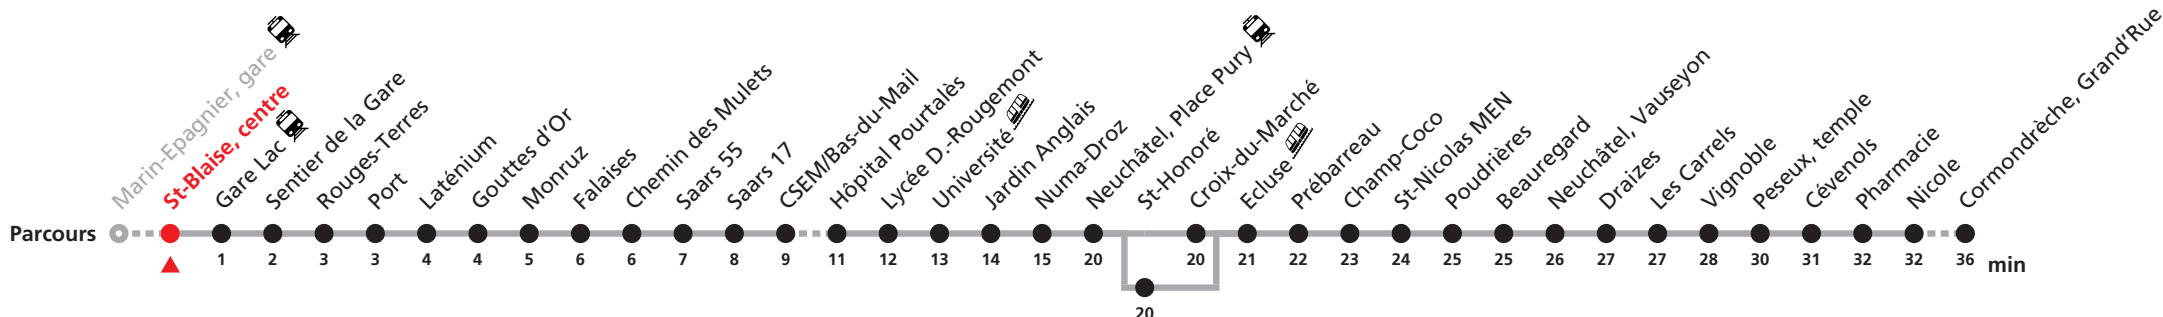 Marin-Epagnier, gare
St-Blaise, centre
Gare Lac
Sentier de la Gare
Rouges-Terres
Port
Laténium
Gouttes d'Or
Monruz
Falaises
Chemin des Mulets
Saars 55
Saars 17
CSEM/Bas-du-Mail
Hôpital Pourtalès
Lycée D.-Rougemont
Université
Jardin Anglais
Numa-Droz
Neuchâtel, Place Pury
St-Honoré
Croix-du-Marché
Ecluse
Prébarreau
Champ-Coco
St-Nicolas MEN
Poudrières
Beauregard
Neuchâtel, Vauseyon
Draizes
Les Carrels
Vignoble
Peseux, temple
Cévenols
Pharmacie
Nicole
Cormondrèche, Grand'Rue
Parcours
1 2 3 3 4 4 5 6 6 7 8 9 11 12 13 14 15 20 20 21 22 23 24 25 25 26 27 27 28 30 31 32 32 36 min
20